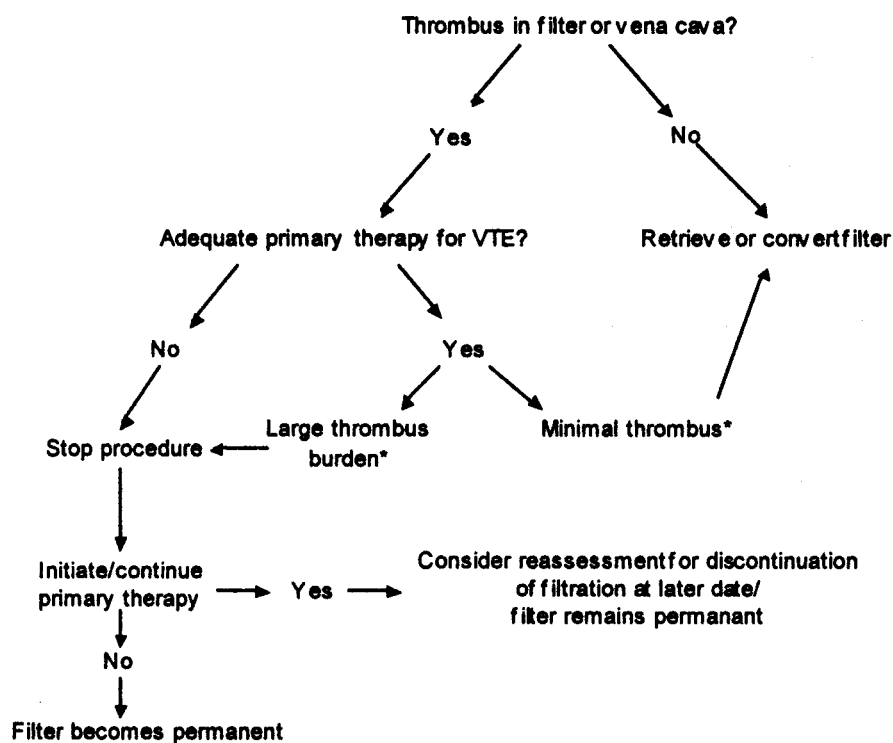 Thrombus in filter or vena cava?
Yes
No
Adequate primary therapy for VTE?
Retrieve or convert filter
No
Yes
Stop procedure
Large thrombus
burden*
Minimal thrombus*
Initiate/continue
primary therapy
Yes
Consider reassessment for discontinuation
of filtration at later date/
filter remains permanant
No
Filter becomes permanent